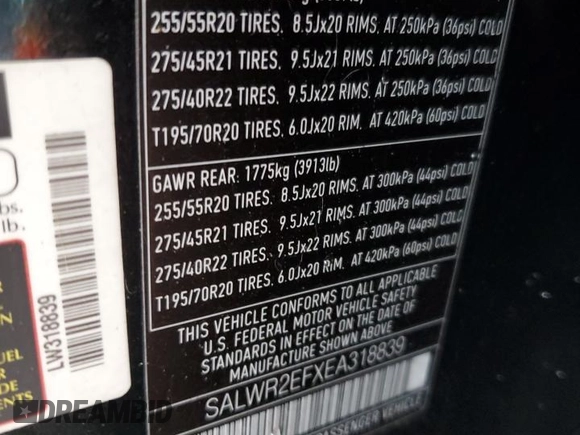 255/55R20 TIRES, 8.5Jx20 RIMS, AT 250kPa (36psi) COLD
275/45R21 TIRES, 9.5Jx21 RIMS, AT 250kPa (36psi) COLD
275/40R22 TIRES, 9.5Jx22 RIMS, AT 250kPa (36psi) COLD
T195/70R20 TIRES, 6.0Jx20 RIM, AT 420kPa (60psi) COLD
GAWR REAR: 1775kg (3913lb)
255/55R20 TIRES, 8.5Jx20 RIMS, AT 300kPa (44psi) COLD
275/45R21 TIRES, 9.5Jx21 RIMS, AT 300kPa (44psi) COLD
275/40R22 TIRES, 9.5Jx22 RIMS, AT 300kPa (44psi) COLD
T195/70R20 TIRES, 6.0Jx20 RIM, AT 420kPa (60psi) COLD
THIS VEHICLE CONFORMS TO ALL APPLICABLE
U.S. FEDERAL MOTOR VEHICLE SAFETY
STANDARDS IN EFFECT ON THE DATE OF
MANUFACTURE SHOWN ABOVE.
SALWR2EFXEA318839
PASSENGER VEHICLE
lbs.
lb.
LW318839
DREAMBID